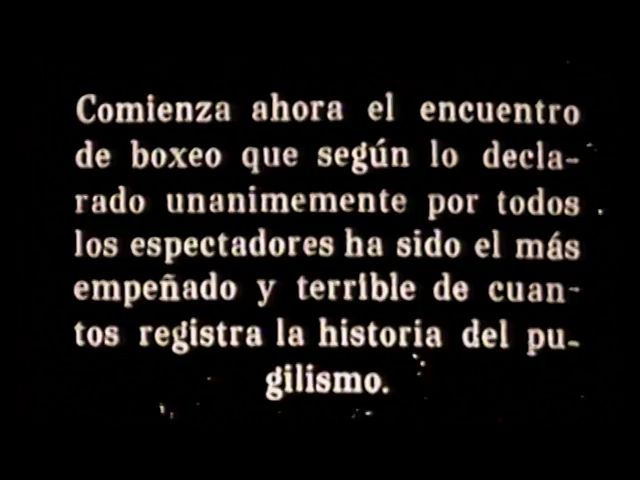 Comienza ahora el encuentro
de boxeo que según lo decla-
rado unanimemente por todos
los espectadores ha sido el más
empeñado y terrible de cuan-
tos registra la historia del pu-
gilismo.